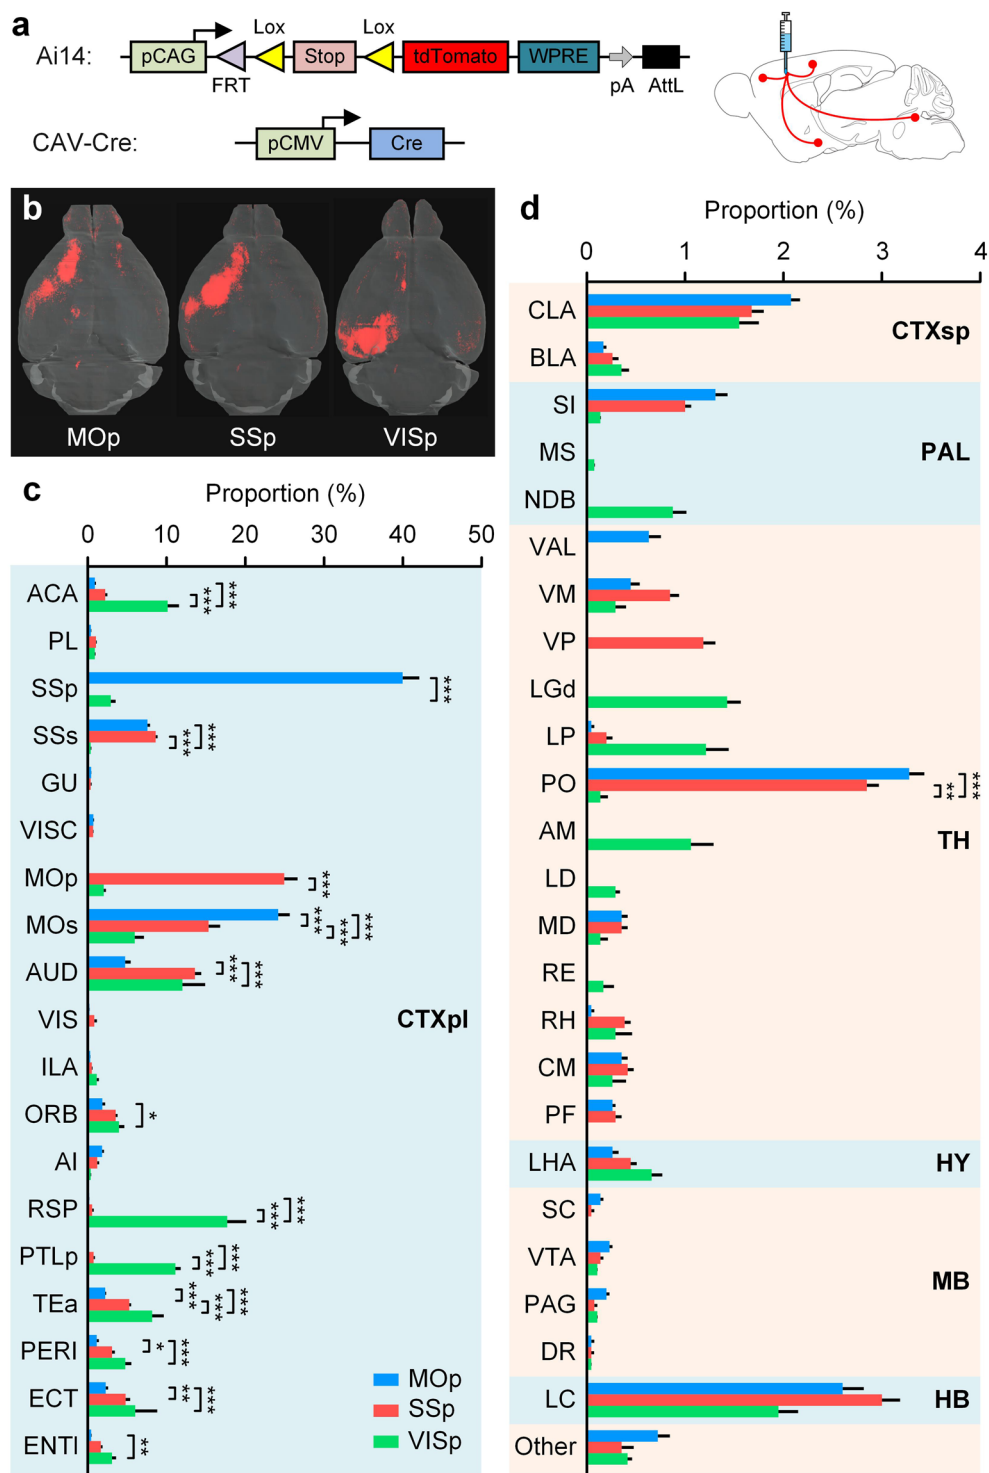 a
Ai14:
pCAG
FRT
Lox
Stop
Lox
tdTomato
WPRE
pA
AttL
CAV-Cre:
pCMV
Cre
b
MOp
SSp
VISp
c
Proportion (%)
0 10 20 30 40 50
ACA
***
***
PL
SSp
***
SSs
***
***
GU
VISC
MOp
***
MOs
***
***
***
AUD
***
***
VIS
CTXpl
ILA
ORB
*
AI
RSP
***
***
PTLp
***
***
TEa
***
***
***
PERI
*
***
ECT
**
***
ENTI
**
MOp
SSp
VISp
d
Proportion (%)
0 1 2 3 4
CLA
CTXsp
BLA
SI
PAL
MS
NDB
VAL
VM
VP
LGd
LP
PO
**
***
AM
TH
LD
MD
RE
RH
CM
PF
LHA
HY
SC
VTA
MB
PAG
DR
LC
HB
Other